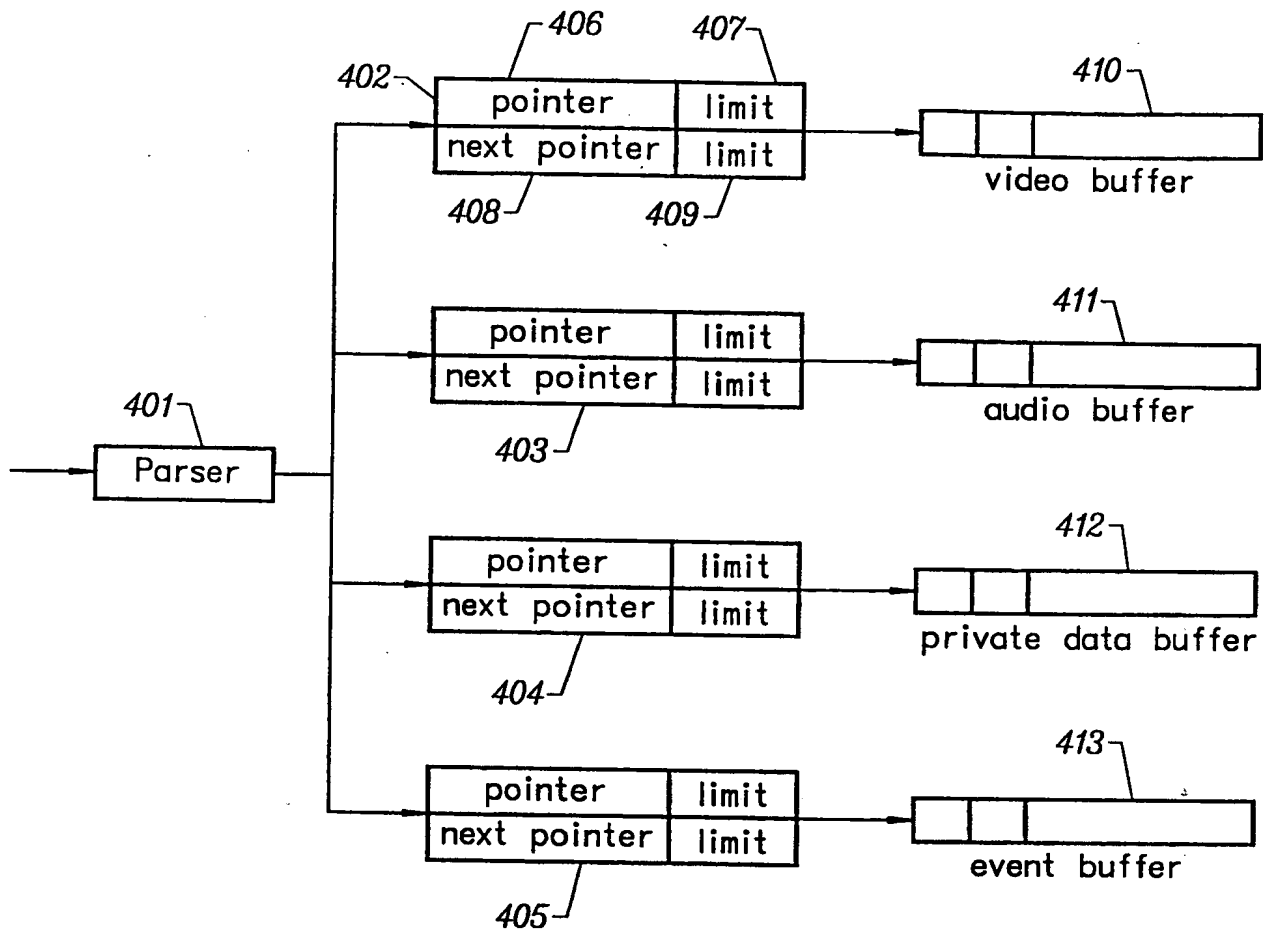 406
407
402
410
pointer limit
next pointer limit
video buffer
408
409
411
pointer limit
next pointer limit
audio buffer
401
403
Parser
412
pointer limit
next pointer limit
private data buffer
404
413
pointer limit
next pointer limit
event buffer
405